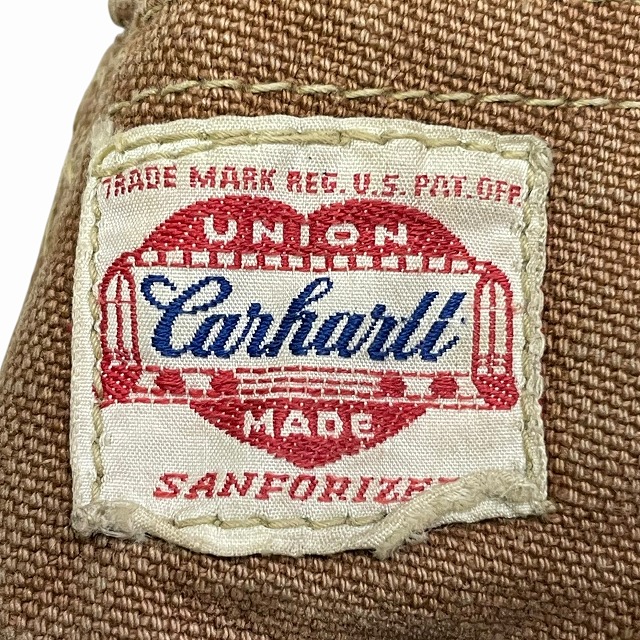 TRADE MARK REG. U.S. PAT. OFF.
UNION
Carhartt
MADE
SANFORIZED